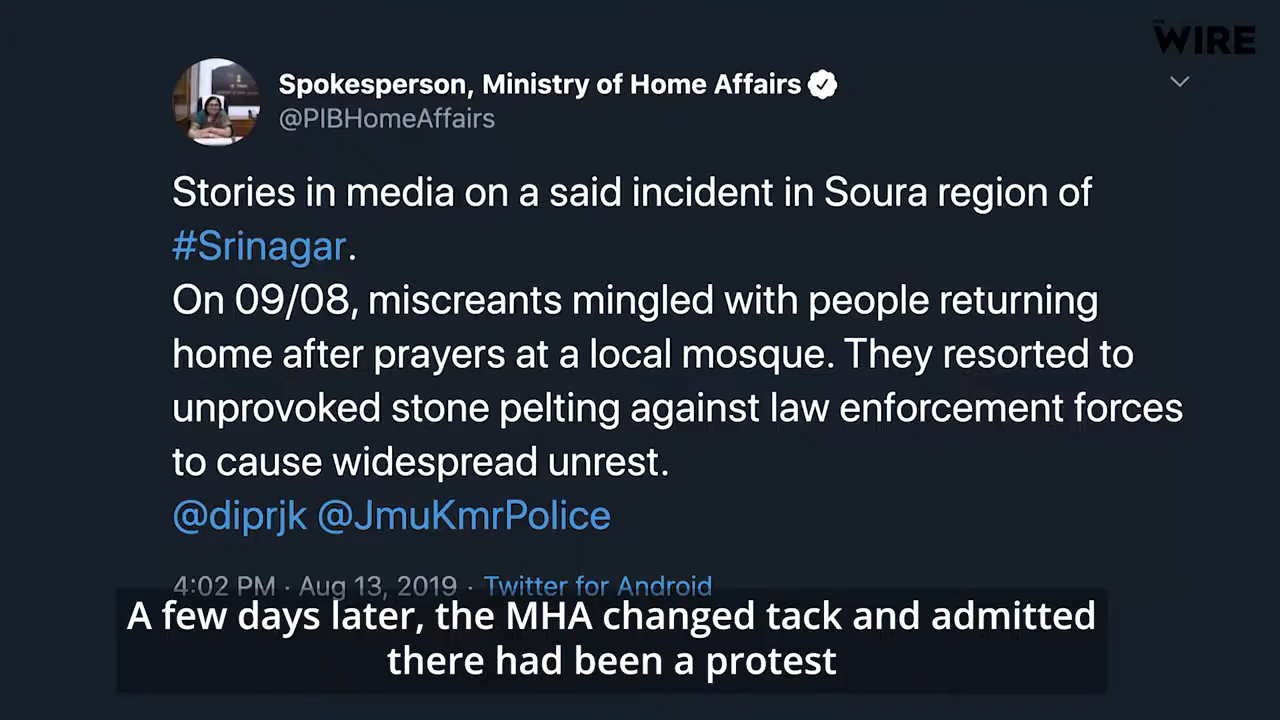 THE WIRE
Spokesperson, Ministry of Home Affairs
@PIBHomeAffairs
Stories in media on a said incident in Soura region of
#Srinagar.
On 09/08, miscreants mingled with people returning
home after prayers at a local mosque. They resorted to
unprovoked stone pelting against law enforcement forces
to cause widespread unrest.
@diprjk @JmuKmrPolice
4:02 PM · Aug 13, 2019 · Twitter for Android
A few days later, the MHA changed tack and admitted
there had been a protest